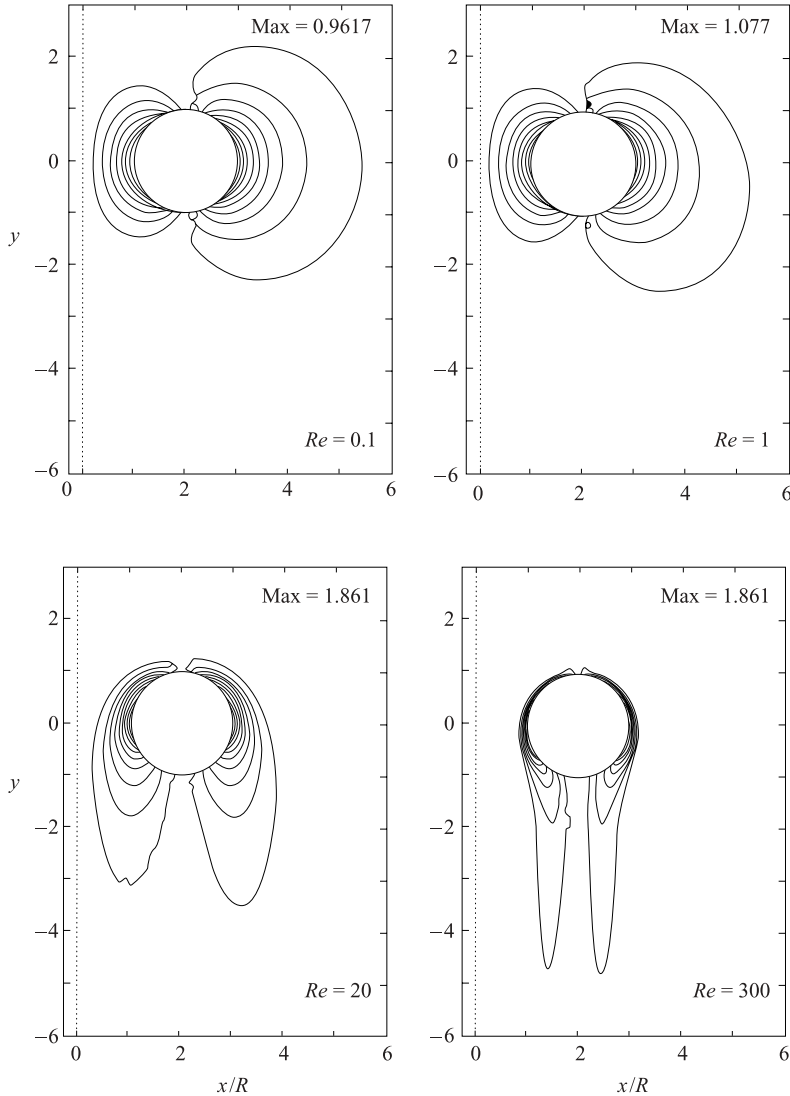 Max = 0.9617
Max = 1.077
2
2
0
0
y
−2
−2
−4
−4
Re = 0.1
Re = 1
−6
−6
0 2 4 6
0 2 4 6
Max = 1.861
Max = 1.861
2
2
0
0
y
−2
−2
−4
−4
Re = 20
Re = 300
−6
−6
0 2 4 6
0 2 4 6
x/R
x/R